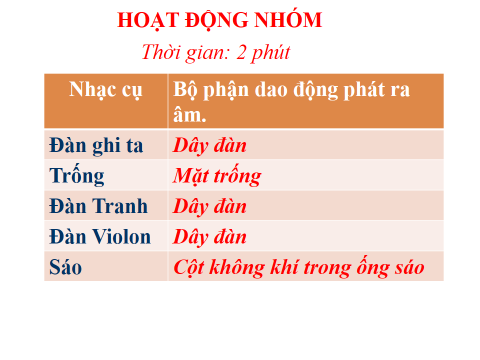 HOẠT ĐỘNG NHÓM
Thời gian: 2 phút
Nhạc cụ Bộ phận dao động phát ra
âm.
Đàn ghi ta Dây đàn
Trống Mặt trống
Đàn Tranh Dây đàn
Đàn Violon Dây đàn
Sáo Cột không khí trong ống sáo